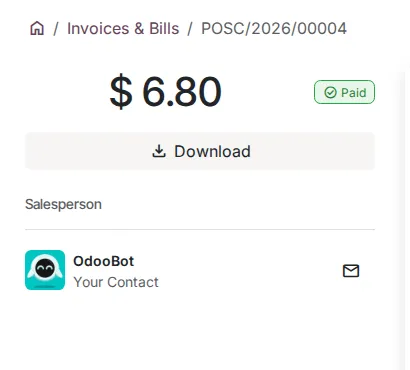 / Invoices & Bills / POSC/2026/00004
$ 6.80
Paid
Download
Salesperson
OdooBot
Your Contact